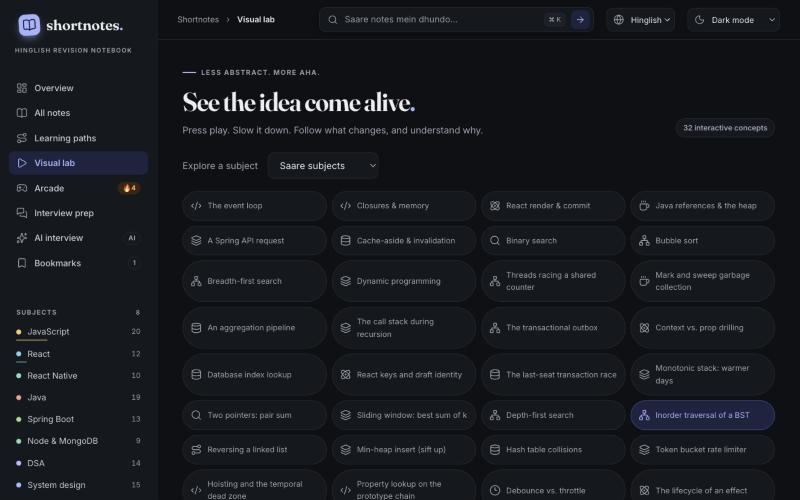 shortnotes.
HINGLISH REVISION NOTEBOOK
Overview
All notes
Learning paths
Visual lab
Arcade
🔥4
Interview prep
AI interview
AI
Bookmarks
1
SUBJECTS
8
JavaScript
20
React
12
React Native
10
Java
19
Spring Boot
13
Node & MongoDB
9
DSA
14
System design
15
Shortnotes › Visual lab
Saare notes mein dhundo...
⌘ K
Hinglish
Dark mode
LESS ABSTRACT. MORE AHA.
See the idea come alive.
Press play. Slow it down. Follow what changes, and understand why.
32 interactive concepts
Explore a subject
Saare subjects
The event loop
Closures & memory
React render & commit
Java references & the heap
A Spring API request
Cache-aside & invalidation
Binary search
Bubble sort
Breadth-first search
Dynamic programming
Threads racing a shared
counter
Mark and sweep garbage
collection
An aggregation pipeline
The call stack during
recursion
The transactional outbox
Context vs. prop drilling
Database index lookup
React keys and draft identity
The last-seat transaction race
Monotonic stack: warmer
days
Two pointers: pair sum
Sliding window: best sum of k
Depth-first search
Inorder traversal of a BST
Reversing a linked list
Min-heap insert (sift up)
Hash table collisions
Token bucket rate limiter
Hoisting and the temporal
dead zone
Property lookup on the
prototype chain
Debounce vs. throttle
The lifecycle of an effect